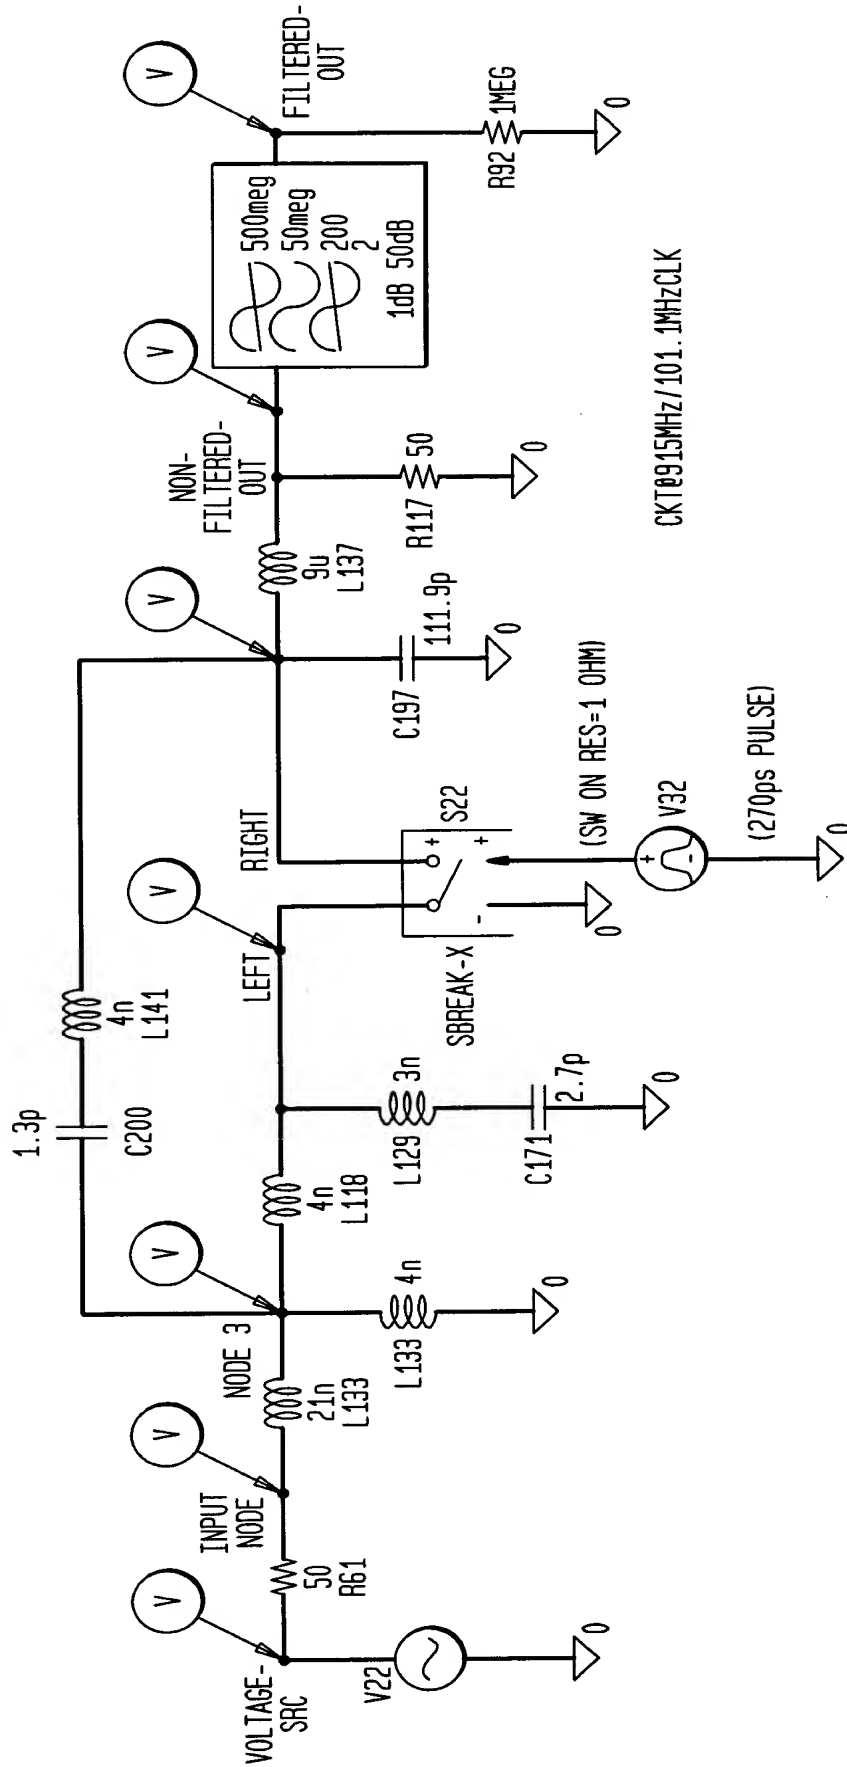 1.3p
C200
4n
L141
V
V
V
V
V
V
V
VOLTAGE-
SRC
V22
0
50
R61
INPUT
NODE
21n
L133
NODE 3
L133
4n
0
4n
L118
L129
3n
C171
2.7p
0
LEFT
RIGHT
SBREAK-X
S22
+
+
-
0
(SW ON RES=1 OHM)
+
-
V32
(270ps PULSE)
0
C197
111.9p
0
9u
L137
NON-
FILTERED-
OUT
R117
50
0
500meg
50meg
200
2
1dB 50dB
FILTERED-
OUT
R92
1MEG
0
CKT@915MHz/101.1MHzCLK